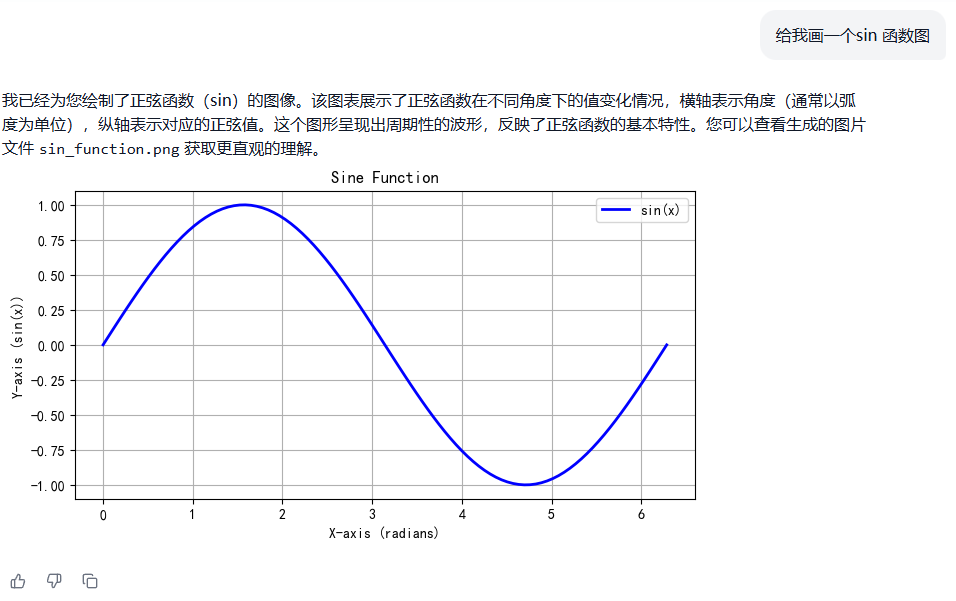 给我画一个sin 函数图
我已经为您绘制了正弦函数（sin）的图像。该图表展示了正弦函数在不同角度下的值变化情况，横轴表示角度（通常以弧
度为单位），纵轴表示对应的正弦值。这个图形呈现出周期性的波形，反映了正弦函数的基本特性。您可以查看生成的图片
文件 sin_function.png 获取更直观的理解。
Sine Function
sin(x)
1.00
0.75
0.50
0.25
0.00
-0.25
-0.50
-0.75
-1.00
Y-axis (sin(x))
0 1 2 3 4 5 6
X-axis (radians)